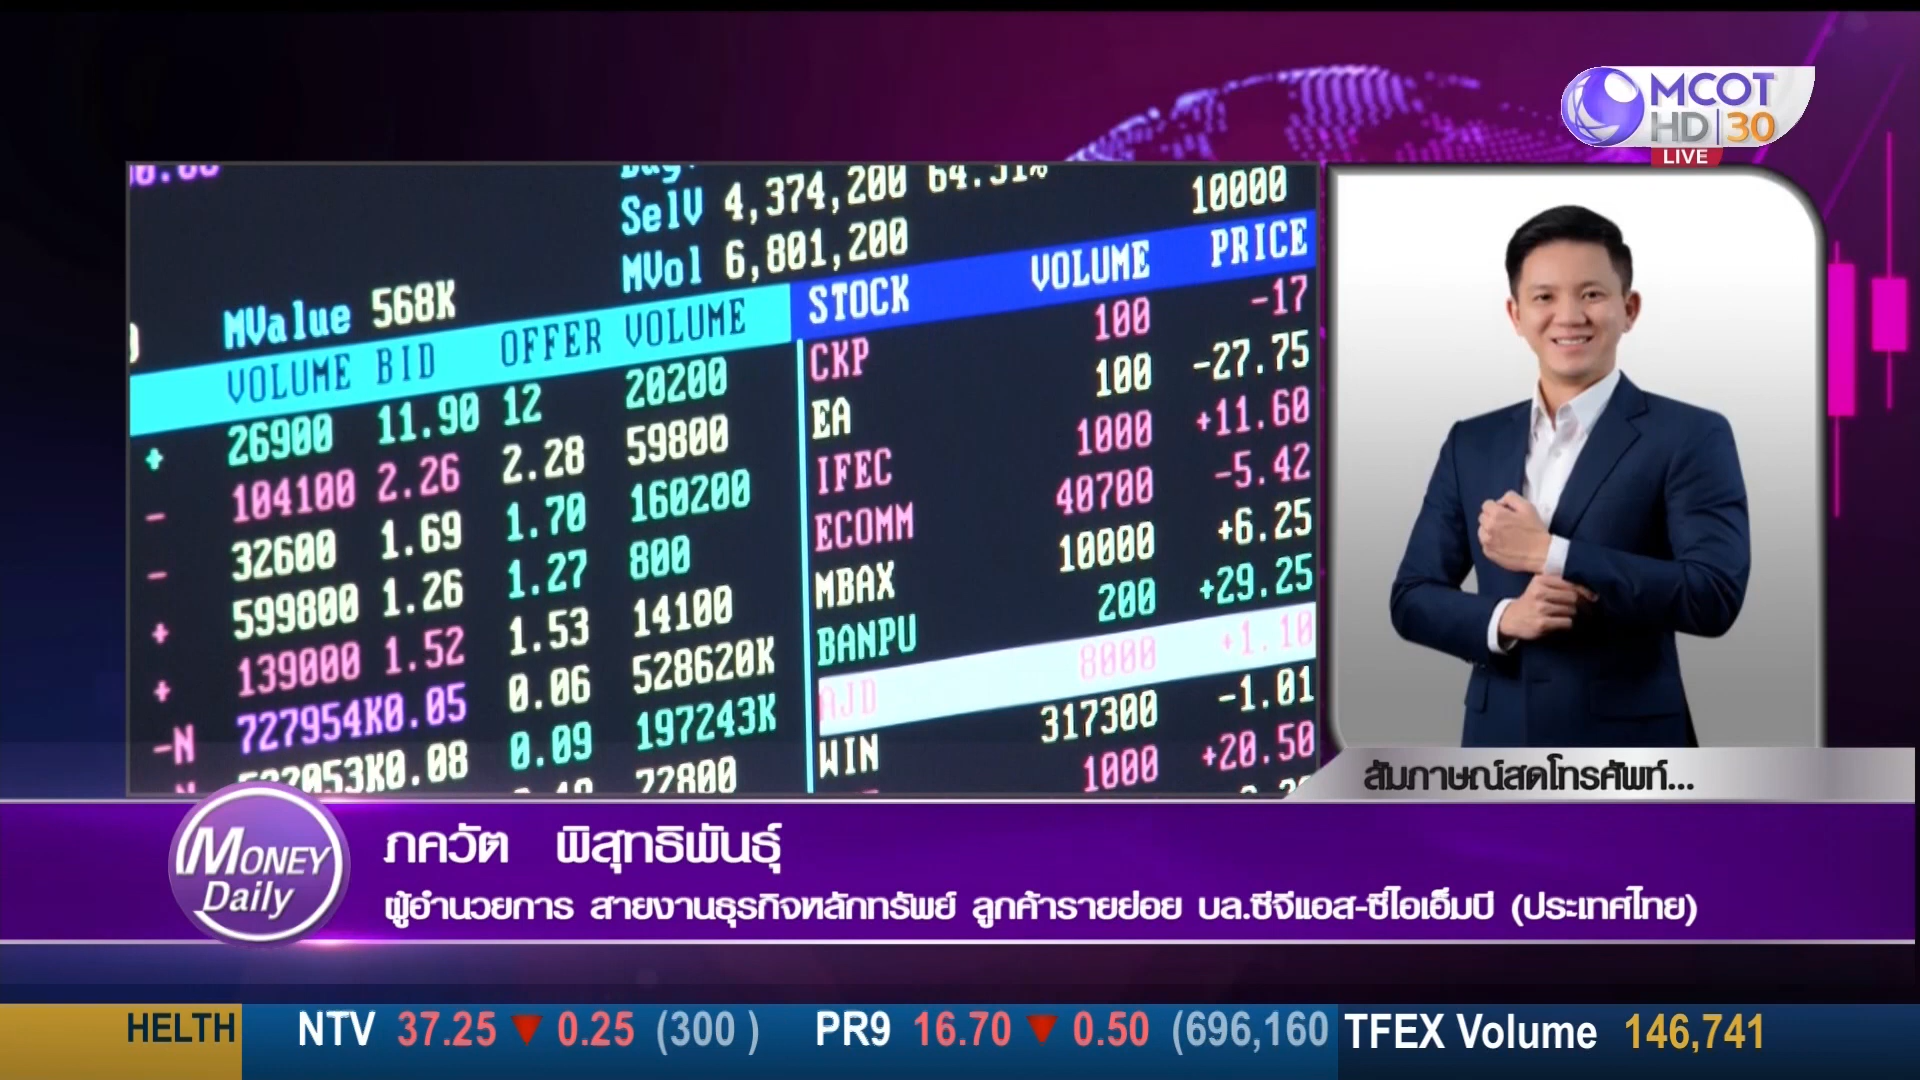 MCOT
HD 30
LIVE
10000
SelV 4,374,200
MVol 6,801,200
MValue 568K
VOLUME BID OFFER VOLUME
+ 26900 11.90 12 20200
- 104100 2.26 2.28 59800
- 32600 1.69 1.70 160200
+ 599800 1.26 1.27 800
+ 139000 1.52 1.53 14100
-N 727954K0.05 0.06 528620K
0.08 0.09 197243K
72800
STOCK VOLUME PRICE
CKP 100 -17
EA 100 -27.75
IFEC 1000 +11.60
ECOMM 40700 -5.42
MBAX 10000 +6.25
BANPU 200 +29.25
AJD 8000 +1.10
WIN 317300 -1.01
1000 +20.50
สัมภาษณ์สดโทรศัพท์...
MONEY
Daily
ภควัต พิสุทธิพันธุ์
ผู้อำนวยการ สายงานธุรกิจหลักทรัพย์ ลูกค้ารายย่อย บล.ซีจีแอส-ซีไอเอ็มบี (ประเทศไทย)
HELTH NTV 37.25 ▼ 0.25 (300 ) PR9 16.70 ▼ 0.50 (696,160 TFEX Volume 146,741